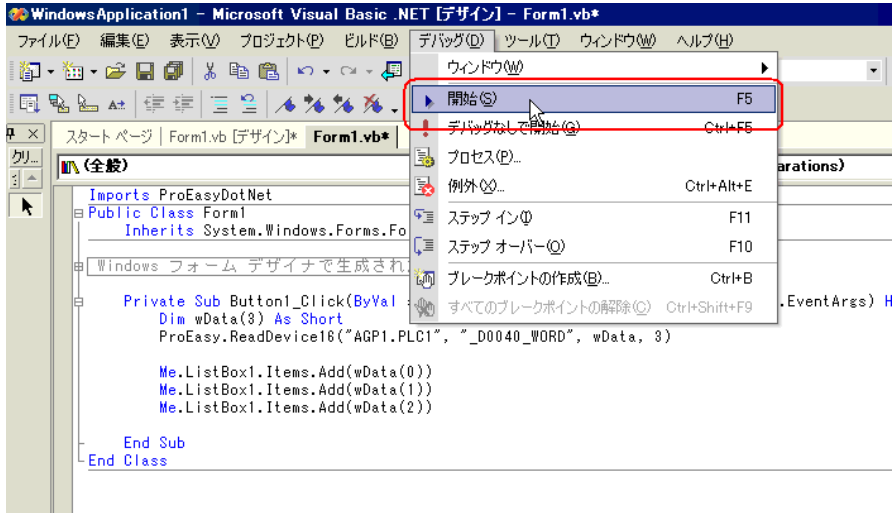 WindowsApplication1 - Microsoft Visual Basic .NET [デザイン] - Form1.vb*
ファイル(F) 編集(E) 表示(V) プロジェクト(P) ビルド(B) デバッグ(D) ツール(T) ウィンドウ(W) ヘルプ(H)
ウィンドウ(W)
開始(S) F5
デバッグなしで開始(G) Ctrl+F5
プロセス(P)...
例外(X)... Ctrl+Alt+E
ステップ イン(I) F11
ステップ オーバー(O) F10
ブレークポイントの作成(B)... Ctrl+B
すべてのブレークポイントの解除(C) Ctrl+Shift+F9
スタート ページ Form1.vb [デザイン]* Form1.vb*
クリ...
(全般) arations)
Imports ProEasyDotNet
Public Class Form1
Inherits System.Windows.Forms.Fo
Windows フォーム デザイナで生成され
Private Sub Button1_Click(ByVal .EventArgs) H
Dim wData(3) As Short
ProEasy.ReadDevice16("AGP1.PLC1", "_D0040_WORD", wData, 3)
Me.ListBox1.Items.Add(wData(0))
Me.ListBox1.Items.Add(wData(1))
Me.ListBox1.Items.Add(wData(2))
End Sub
End Class